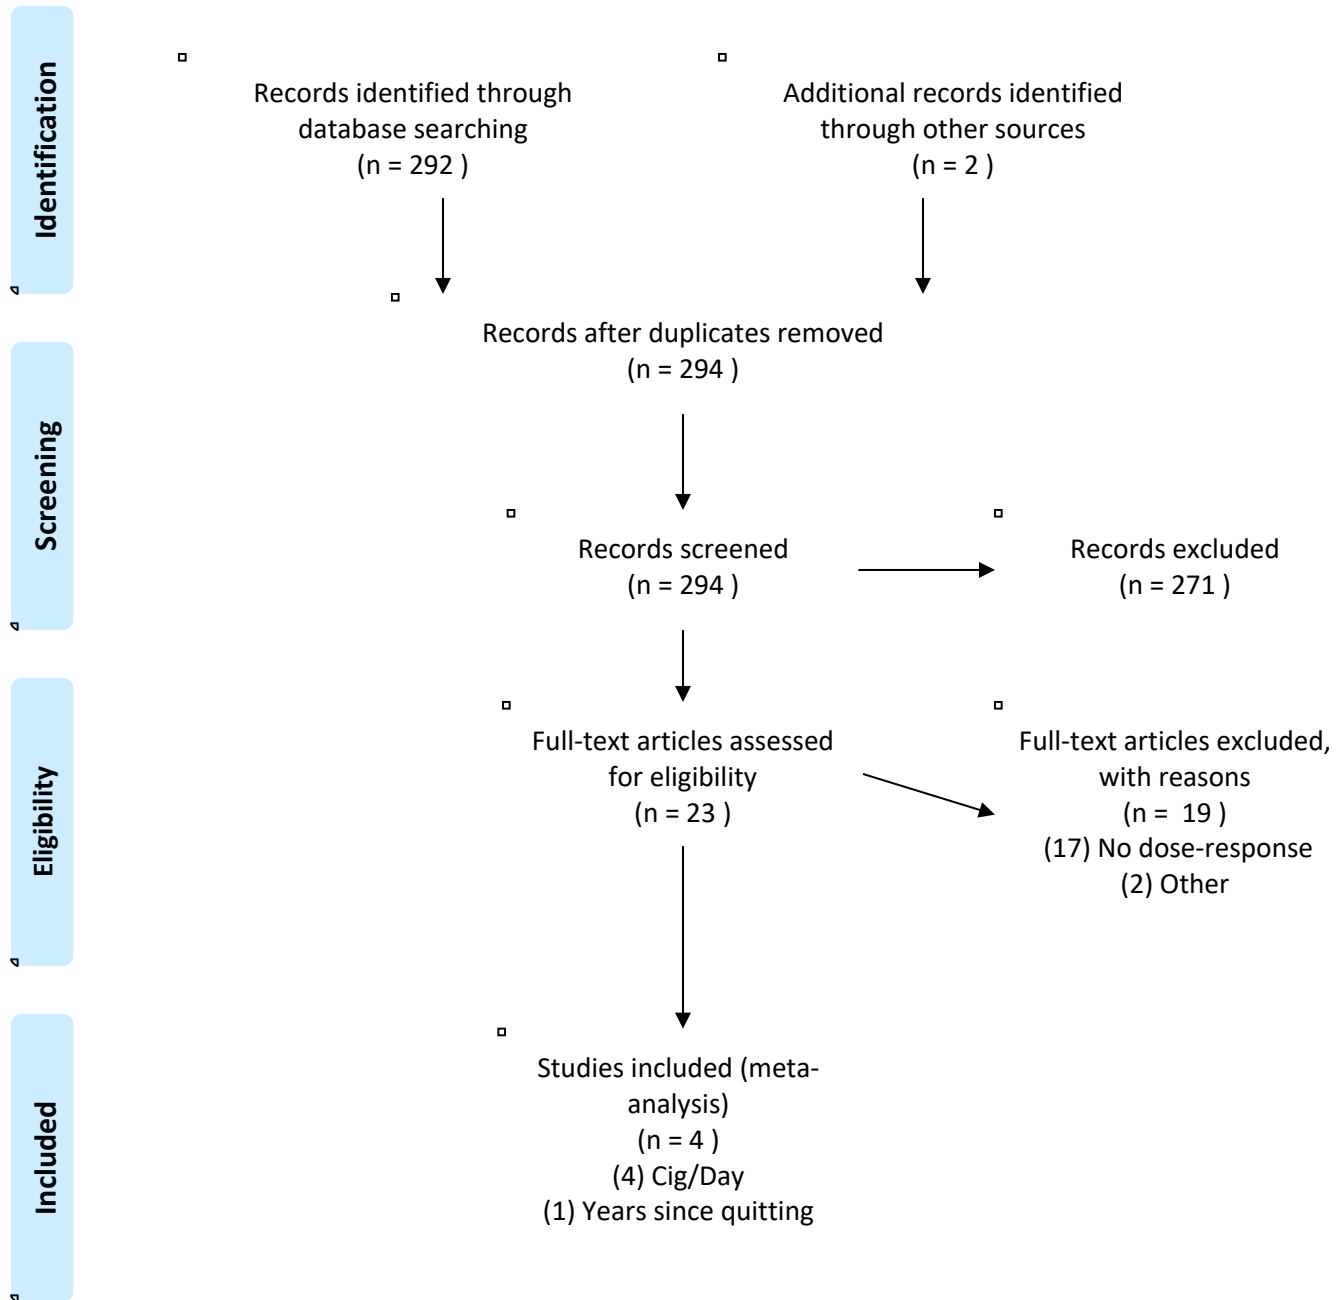 Identification
Records identified through
database searching
(n = 292 )
Additional records identified
through other sources
(n = 2 )
Records after duplicates removed
(n = 294 )
Screening
Records screened
(n = 294 )
Records excluded
(n = 271 )
Eligibility
Full-text articles assessed
for eligibility
(n = 23 )
Full-text articles excluded,
with reasons
(n =  19 )
(17) No dose-response
(2) Other
Included
Studies included (meta-
analysis)
(n = 4 )
(4) Cig/Day
(1) Years since quitting